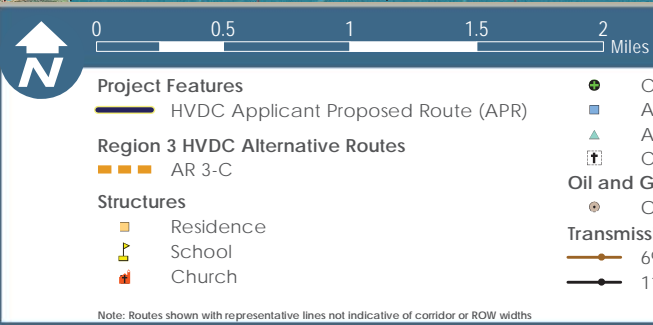 0 0.5 1 1.5 2 Miles
N
Project Features
HVDC Applicant Proposed Route (APR)
Region 3 HVDC Alternative Routes
AR 3-C
Structures
Residence
School
Church
Note: Routes shown with representative lines not indicative of corridor or ROW widths
Oil and